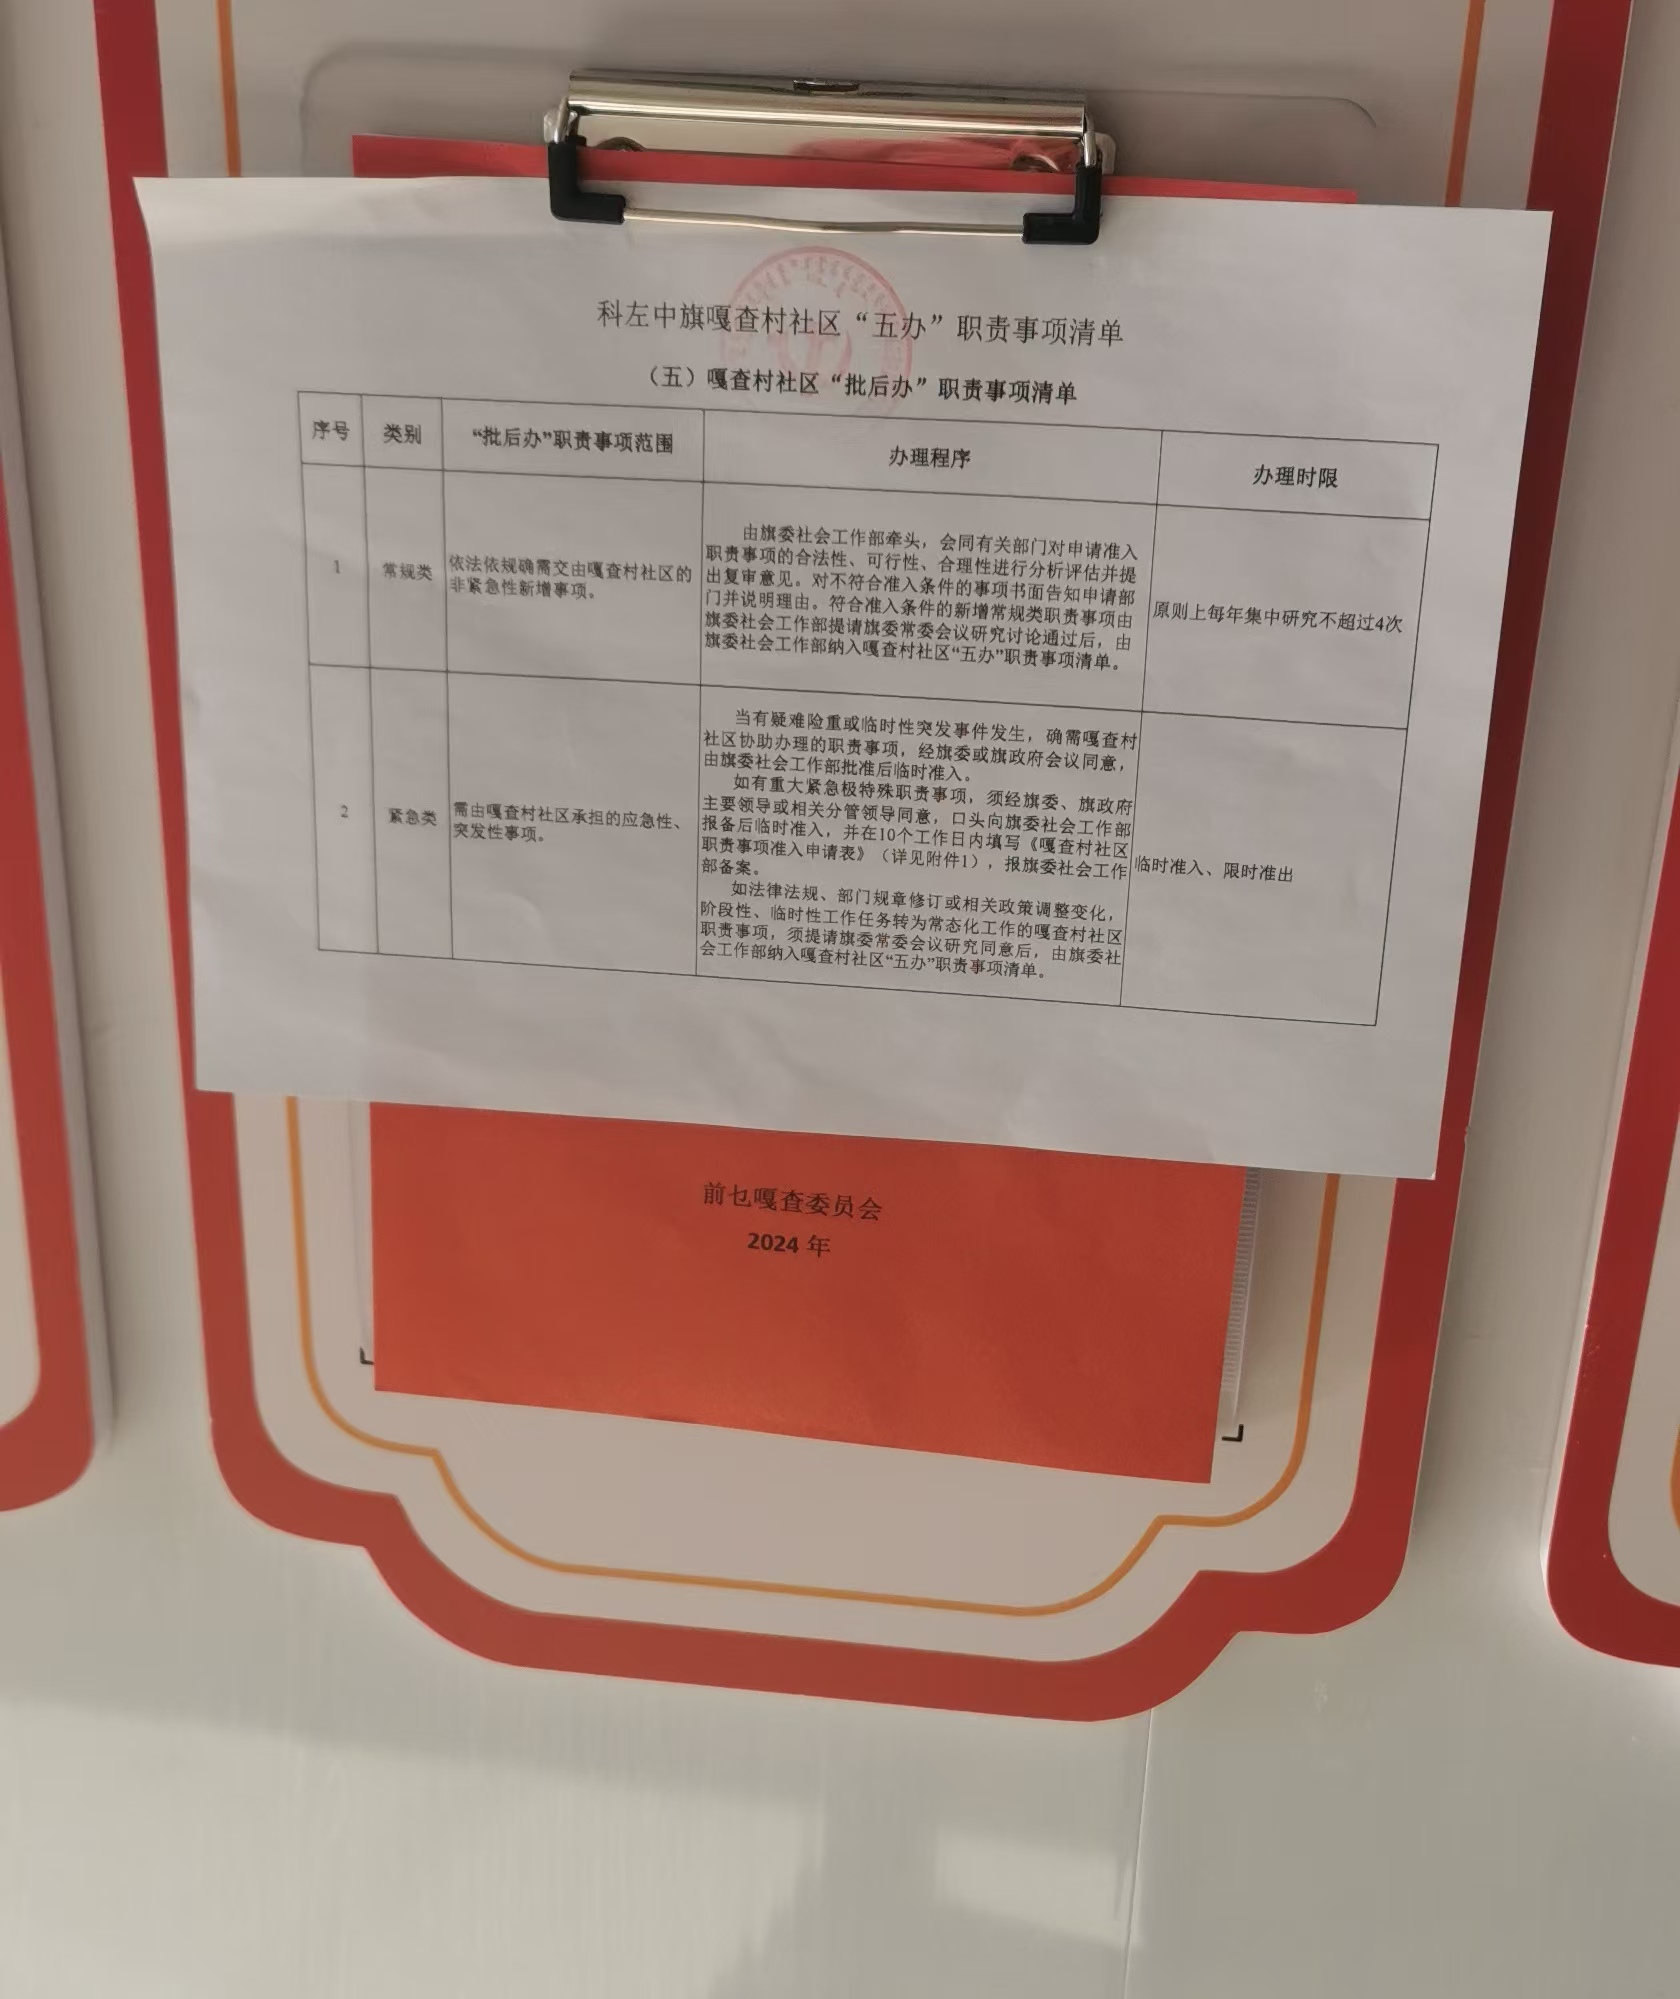 科左中旗嘎查村社区“五办”职责事项清单
（五）嘎查村社区“批后办”职责事项清单
序号
类别
“批后办”职责事项范围
办理程序
办理时限
1
常规类
依法依规确需交由嘎查村社区的
非紧急性新增事项。
由旗委社会工作部牵头，会同有关部门对申请准入
职责事项的合法性、可行性、合理性进行分析评估并提
出复审意见。对不符合准入条件的事项书面告知申请部
门并说明理由。符合准入条件的新增常规类职责事项由
旗委社会工作部提请旗委常委会议研究讨论通过后，由
旗委社会工作部纳入嘎查村社区“五办”职责事项清单。
原则上每年集中研究不超过4次
2
紧急类
需由嘎查村社区承担的应急性、
突发性事项。
当有疑难险重或临时性突发事件发生，确需嘎查村
社区协助办理的职责事项，经旗委或旗政府会议同意，
由旗委社会工作部批准后临时准入。
如有重大紧急极特殊职责事项，须经旗委、旗政府
主要领导或相关分管领导同意，口头向旗委社会工作部
报备后临时准入，并在10个工作日内填写《嘎查村社区
职责事项准入申请表》（详见附件1），报旗委社会工作
部备案。
如法律法规、部门规章修订或相关政策调整变化，
阶段性、临时性工作任务转为常态化工作的嘎查村社区
职责事项，须提请旗委常委会议研究同意后，由旗委社
会工作部纳入嘎查村社区“五办”职责事项清单。
临时准入、限时准出
前乜嘎查委员会
2024 年